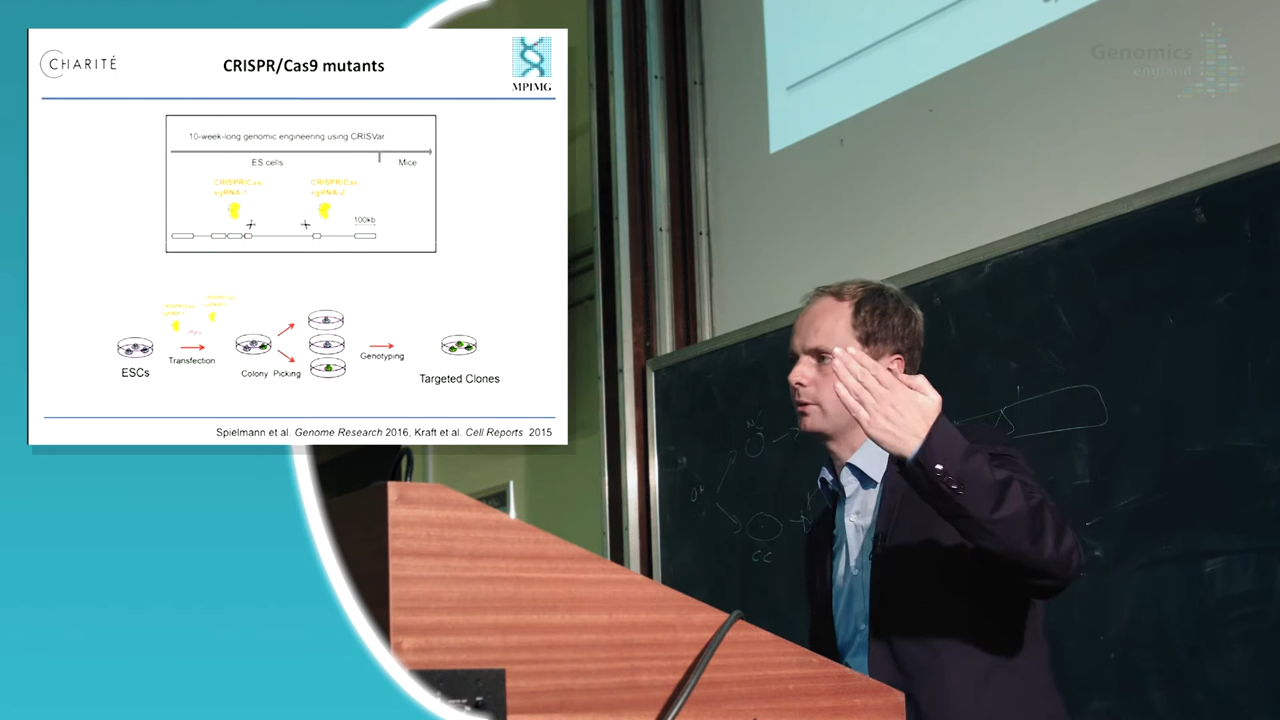 CHARITÉ
CRISPR/Cas9 mutants
MPIMG
10-week-long genomic engineering using CRISVar
ES cells
Mice
CRISPR/Cas
sgRNA-1
CRISPR/Cas
sgRNA-2
100kb
Transfection
ESCs
Colony Picking
Genotyping
Targeted Clones
Spielmann et al. Genome Research 2016, Kraft et al. Cell Reports 2015
Genomics
england
CC